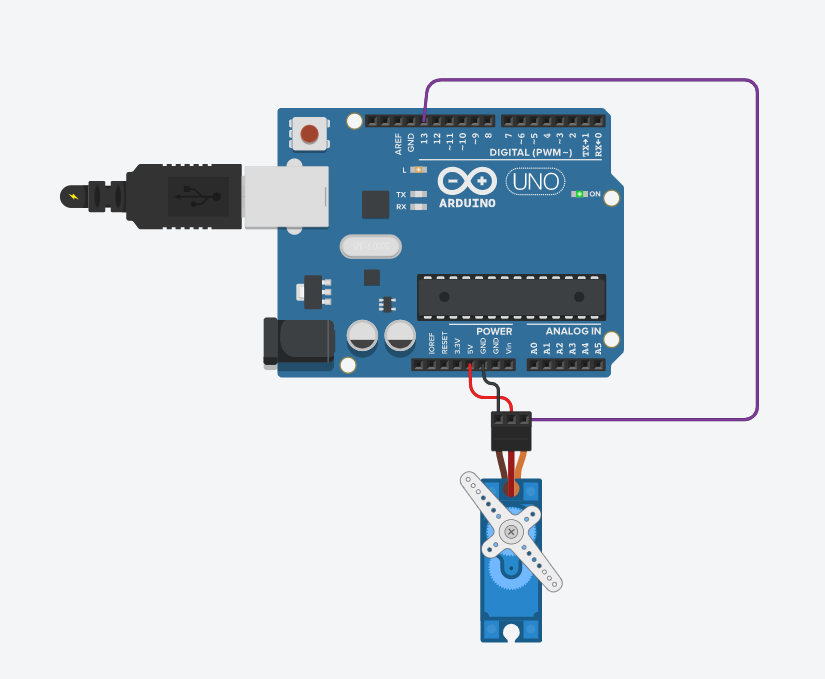 AREF
GND
13
12
~11
~10
~9
8
7
~6
~5
4
~3
2
TX→1
RX←0
DIGITAL (PWM~)
L
TX
RX
UNO
ARDUINO
ON
POWER
ANALOG IN
IOREF
RESET
3.3V
5V
GND
GND
Vin
A0
A1
A2
A3
A4
A5